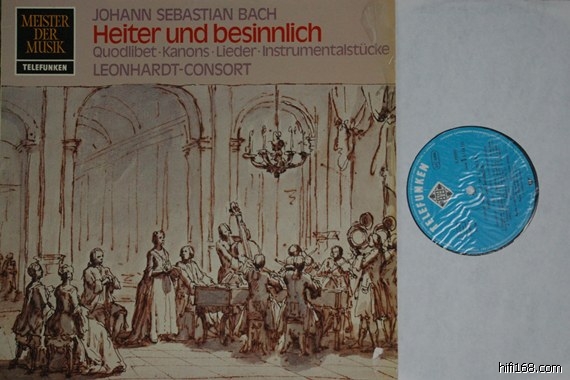 MEISTER
DER
MUSIK
TELEFUNKEN
JOHANN SEBASTIAN BACH
Heiter und besinnlich
Quodlibet·Kanons·Lieder·Instrumentalstücke
LEONHARDT-CONSORT
TELEFUNKEN
hifi168.com